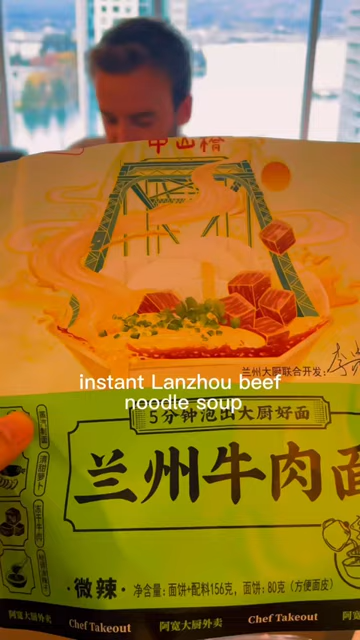 中山桥
兰州大厨联合开发:
instant Lanzhou beef
noodle soup
5分钟泡出大厨好面
兰州牛肉面
·微辣· 净含量: 面饼+配料156克, 面饼: 80克 (方便面皮)
阿宽大厨外卖 Chef Takeout 阿宽大厨外卖 Chef Takeout 阿宽